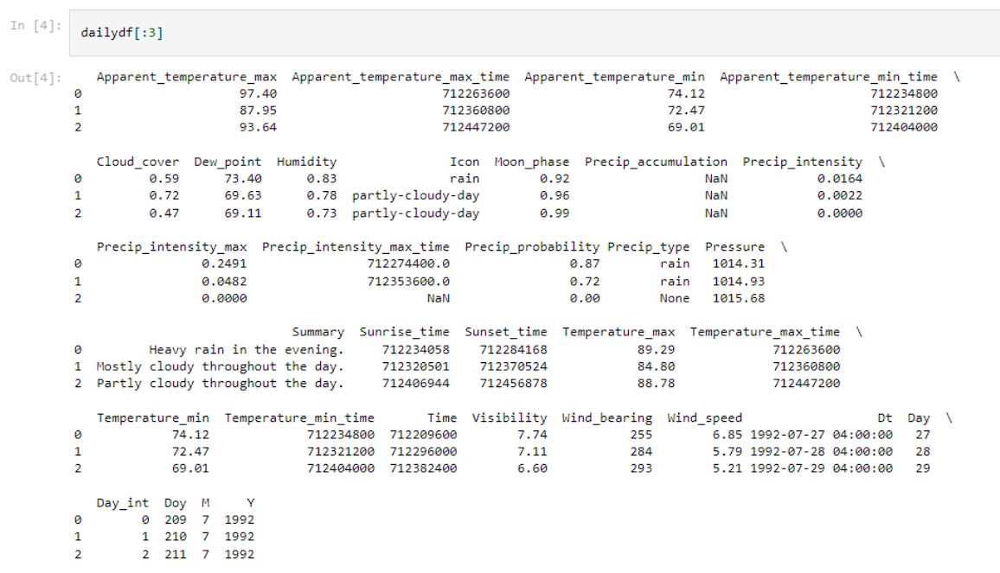 In [4]: dailydf[:3]
Out[4]: Apparent_temperature_max Apparent_temperature_max_time Apparent_temperature_min Apparent_temperature_min_time \
0 97.40 712263600 74.12 712234800
1 87.95 712360800 72.47 712321200
2 93.64 712447200 69.01 712404000
Cloud_cover Dew_point Humidity Icon Moon_phase Precip_accumulation Precip_intensity \
0 0.59 73.40 0.83 rain 0.92 NaN 0.0164
1 0.72 69.63 0.78 partly-cloudy-day 0.96 NaN 0.0022
2 0.47 69.11 0.73 partly-cloudy-day 0.99 NaN 0.0000
Precip_intensity_max Precip_intensity_max_time Precip_probability Precip_type Pressure \
0 0.2491 712274400.0 0.87 rain 1014.31
1 0.0482 712353600.0 0.72 rain 1014.93
2 0.0000 NaN 0.00 None 1015.68
Summary Sunrise_time Sunset_time Temperature_max Temperature_max_time \
0 Heavy rain in the evening. 712234058 712284168 89.29 712263600
1 Mostly cloudy throughout the day. 712320501 712370524 84.80 712360800
2 Partly cloudy throughout the day. 712406944 712456878 88.78 712447200
Temperature_min Temperature_min_time Time Visibility Wind_bearing Wind_speed Dt Day \
0 74.12 712234800 712209600 7.74 255 6.85 1992-07-27 04:00:00 27
1 72.47 712321200 712296000 7.11 284 5.79 1992-07-28 04:00:00 28
2 69.01 712404000 712382400 6.60 293 5.21 1992-07-29 04:00:00 29
Day_int Doy M Y
0 0 209 7 1992
1 1 210 7 1992
2 2 211 7 1992